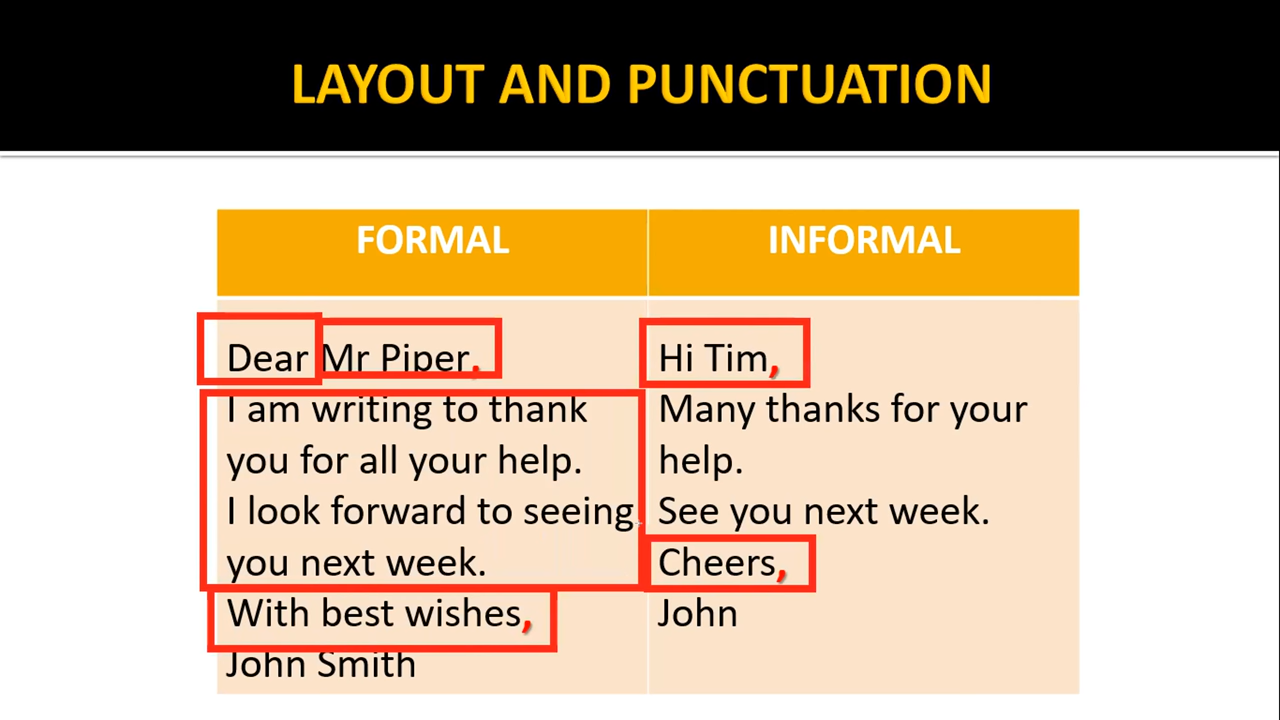 LAYOUT AND PUNCTUATION
FORMAL
Dear Mr Piper,
I am writing to thank
you for all your help.
I look forward to seeing
you next week.
With best wishes,
John Smith
INFORMAL
Hi Tim,
Many thanks for your
help.
See you next week.
Cheers,
John